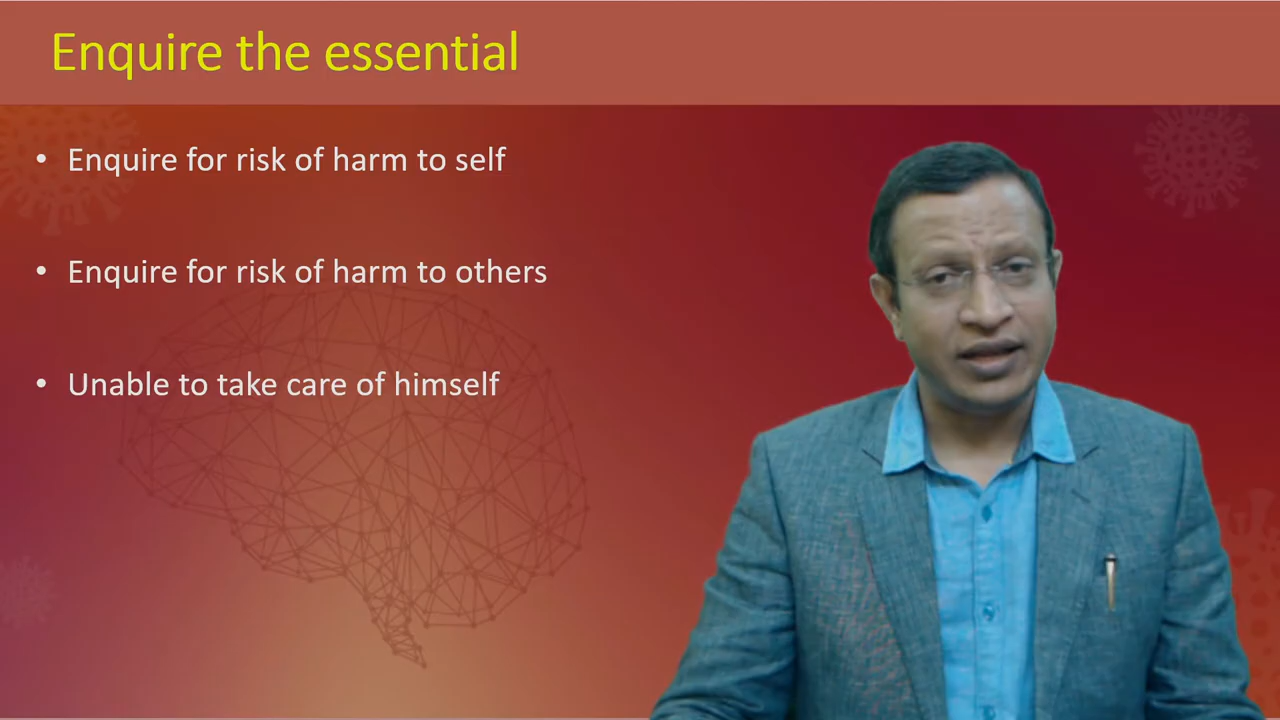 Enquire the essential
• Enquire for risk of harm to self
• Enquire for risk of harm to others
• Unable to take care of himself